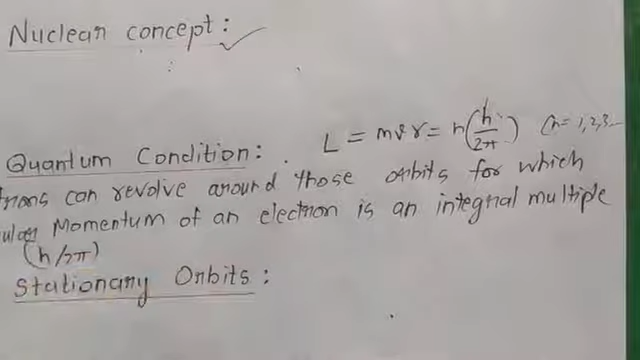 Nuclear concept:
L = mvr = n(h/2π) (n=1,2,3...
Quantum Condition:
trons can revolve around those orbits for which
ular Momentum of an electron is an integral multiple
(h/2π)
Stationary Orbits: